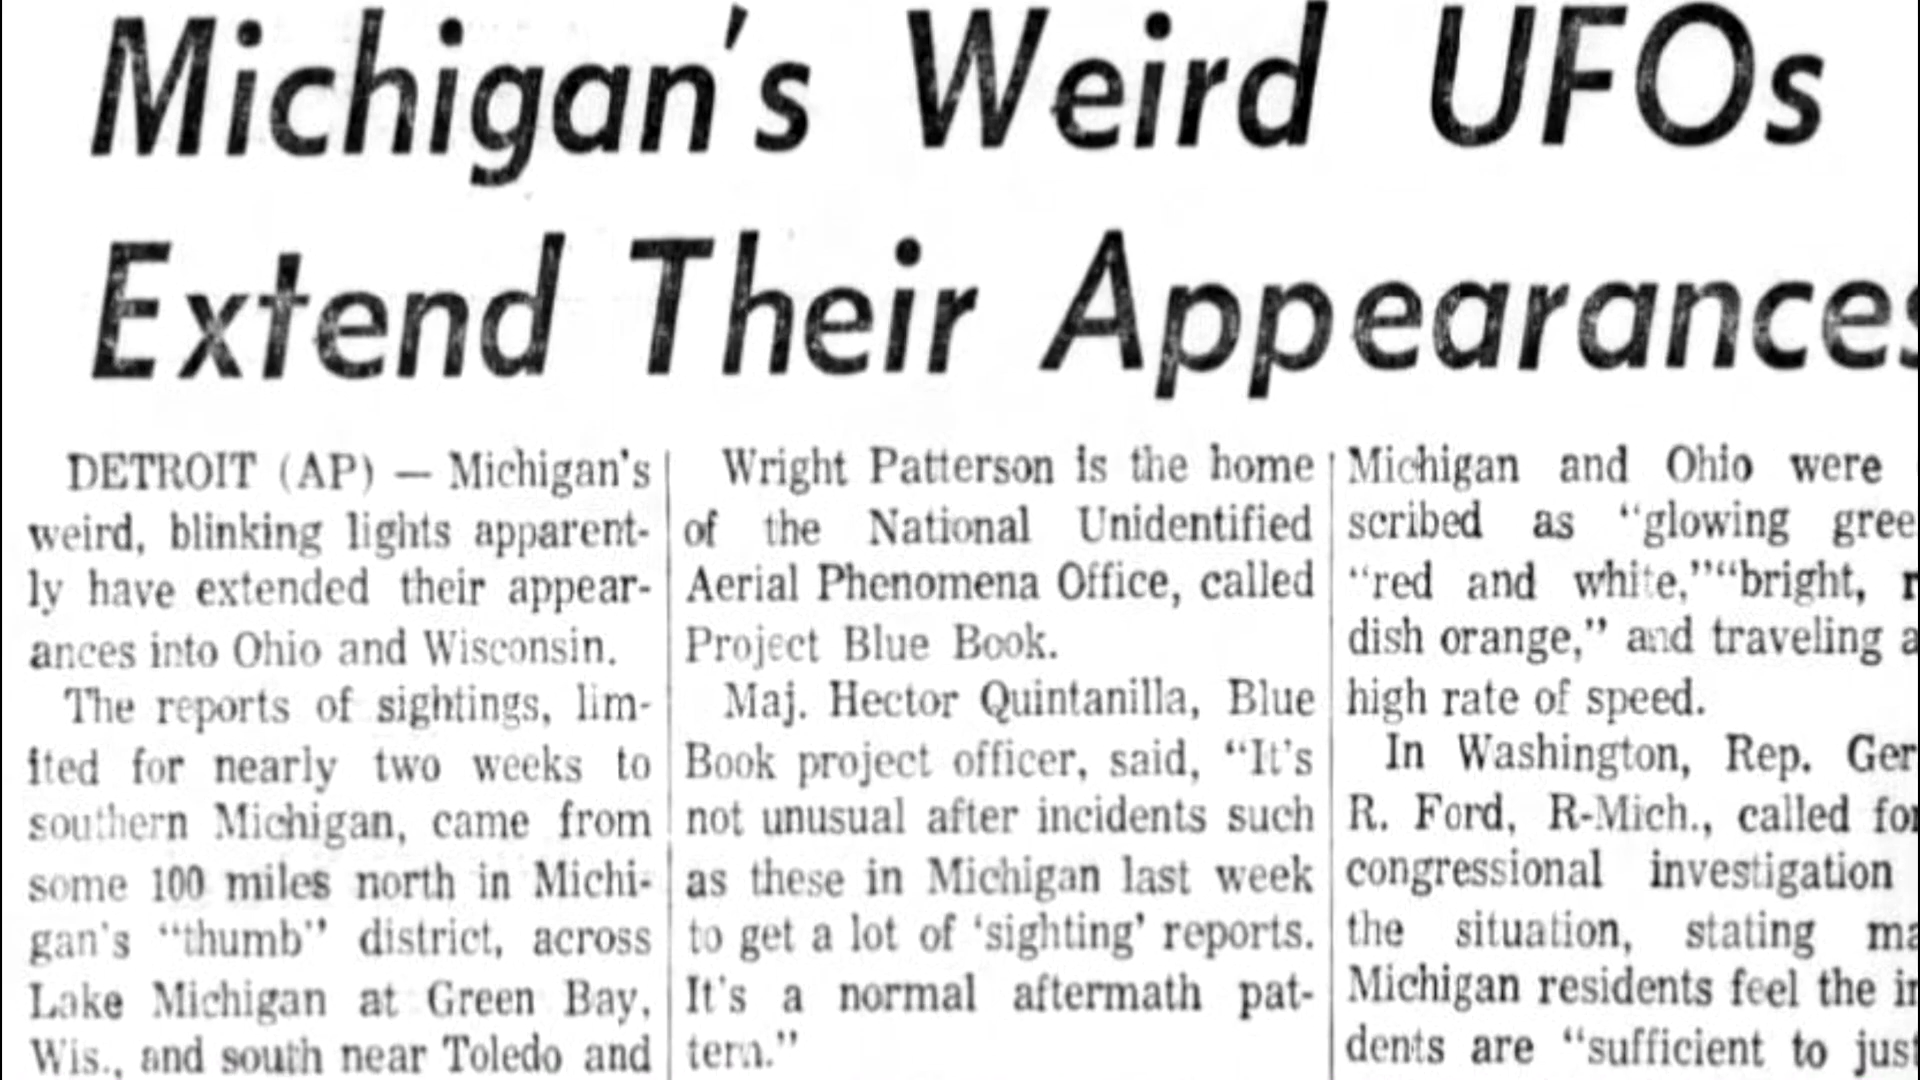 Michigan's Weird UFOs
Extend Their Appearances
DETROIT (AP) — Michigan's
weird, blinking lights apparent-
ly have extended their appear-
ances into Ohio and Wisconsin.
The reports of sightings, lim-
ited for nearly two weeks to
southern Michigan, came from
some 100 miles north in Michi-
gan's "thumb" district, across
Lake Michigan at Green Bay,
Wis., and south near Toledo and
Wright Patterson is the home
of the National Unidentified
Aerial Phenomena Office, called
Project Blue Book.
Maj. Hector Quintanilla, Blue
Book project officer, said, "It's
not unusual after incidents such
as these in Michigan last week
to get a lot of 'sighting' reports.
It's a normal aftermath pat-
tern."
Michigan and Ohio were
scribed as "glowing gree
"red and white,""bright, r
dish orange," and traveling a
high rate of speed.
In Washington, Rep. Ger
R. Ford, R-Mich., called for
congressional investigation
the situation, stating ma
Michigan residents feel the in
dents are "sufficient to just